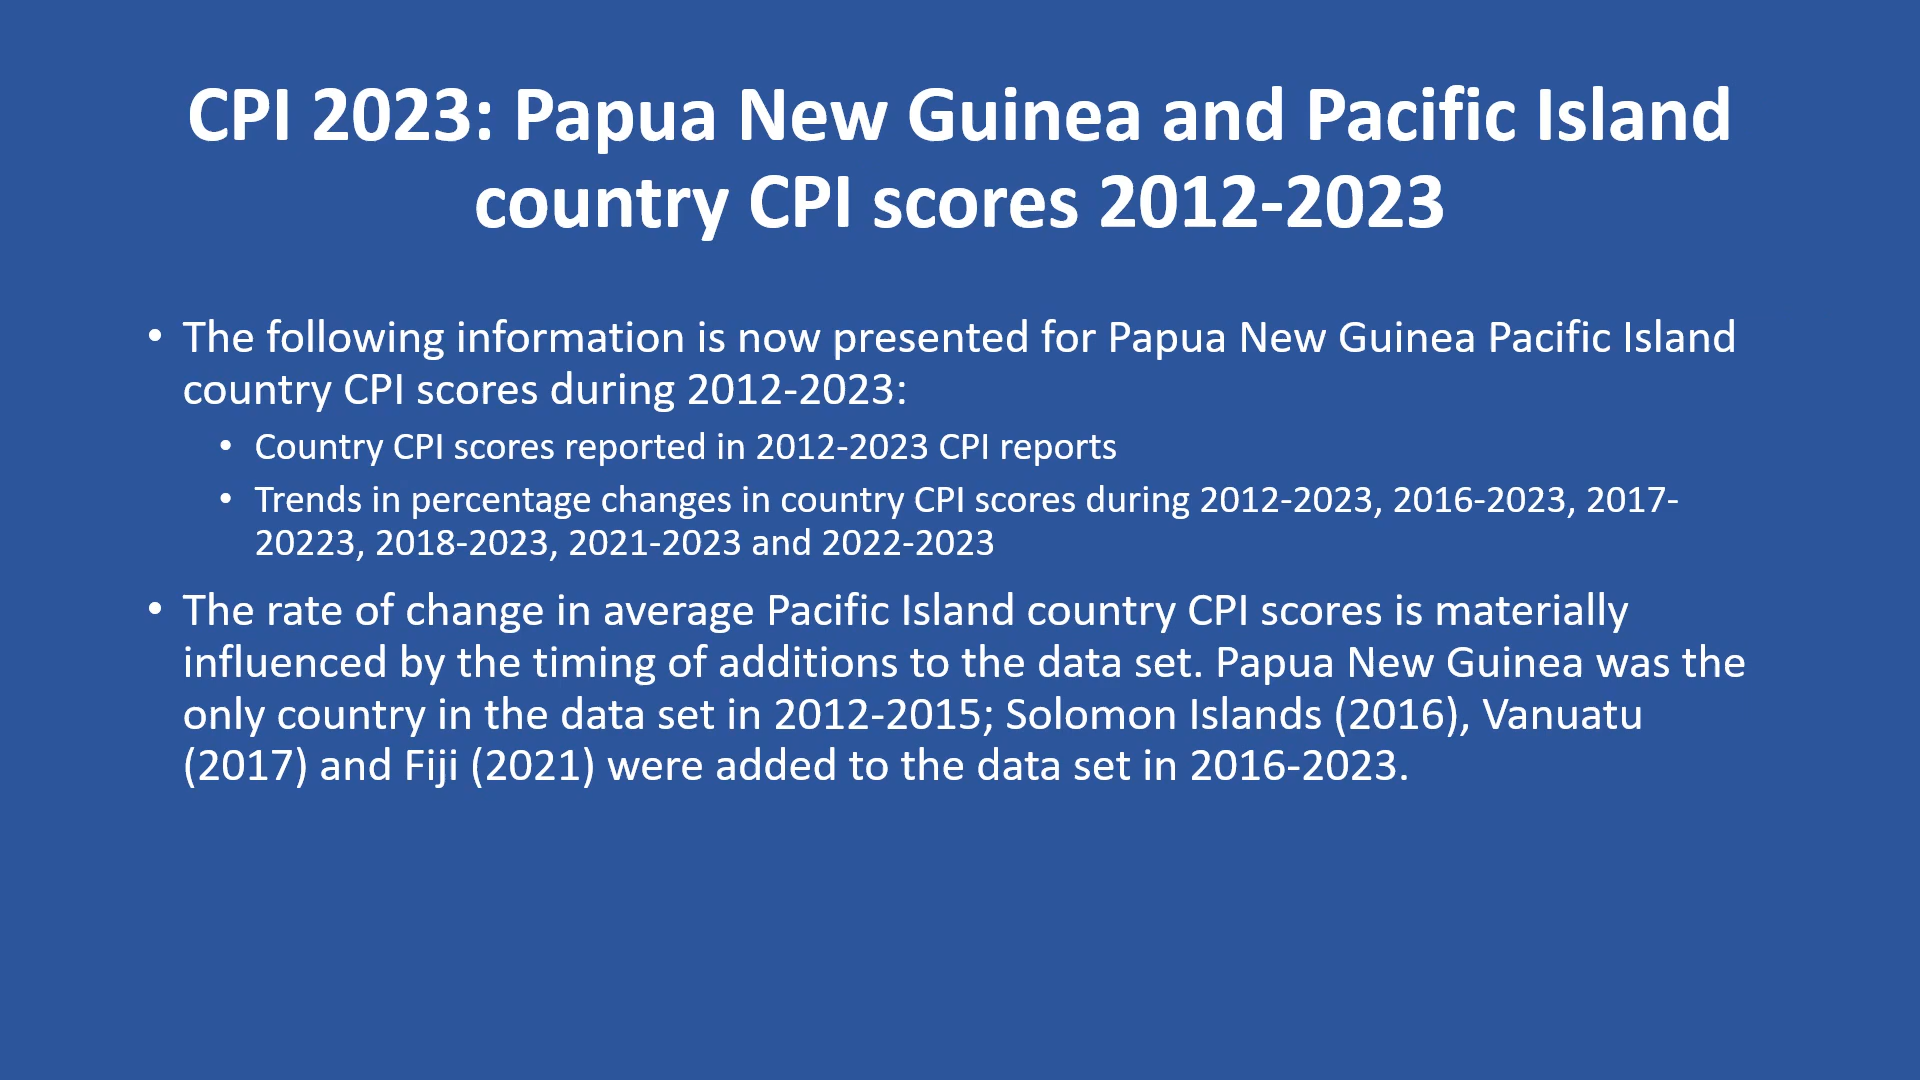 CPI 2023: Papua New Guinea and Pacific Island
country CPI scores 2012-2023
• The following information is now presented for Papua New Guinea Pacific Island
country CPI scores during 2012-2023:
• Country CPI scores reported in 2012-2023 CPI reports
• Trends in percentage changes in country CPI scores during 2012-2023, 2016-2023, 2017-
20223, 2018-2023, 2021-2023 and 2022-2023
• The rate of change in average Pacific Island country CPI scores is materially
influenced by the timing of additions to the data set. Papua New Guinea was the
only country in the data set in 2012-2015; Solomon Islands (2016), Vanuatu
(2017) and Fiji (2021) were added to the data set in 2016-2023.